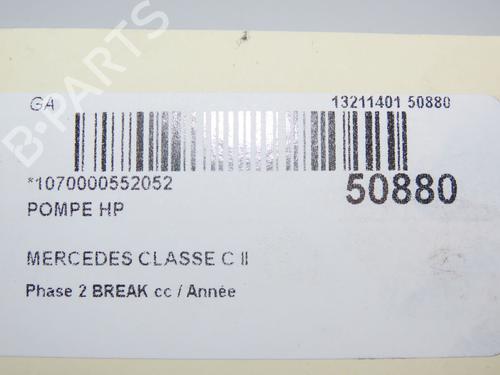 GA 13211401 50880
*1070000552052 50880
POMPE HP
MERCEDES CLASSE C II
Phase 2 BREAK cc / Année
B-PARTS